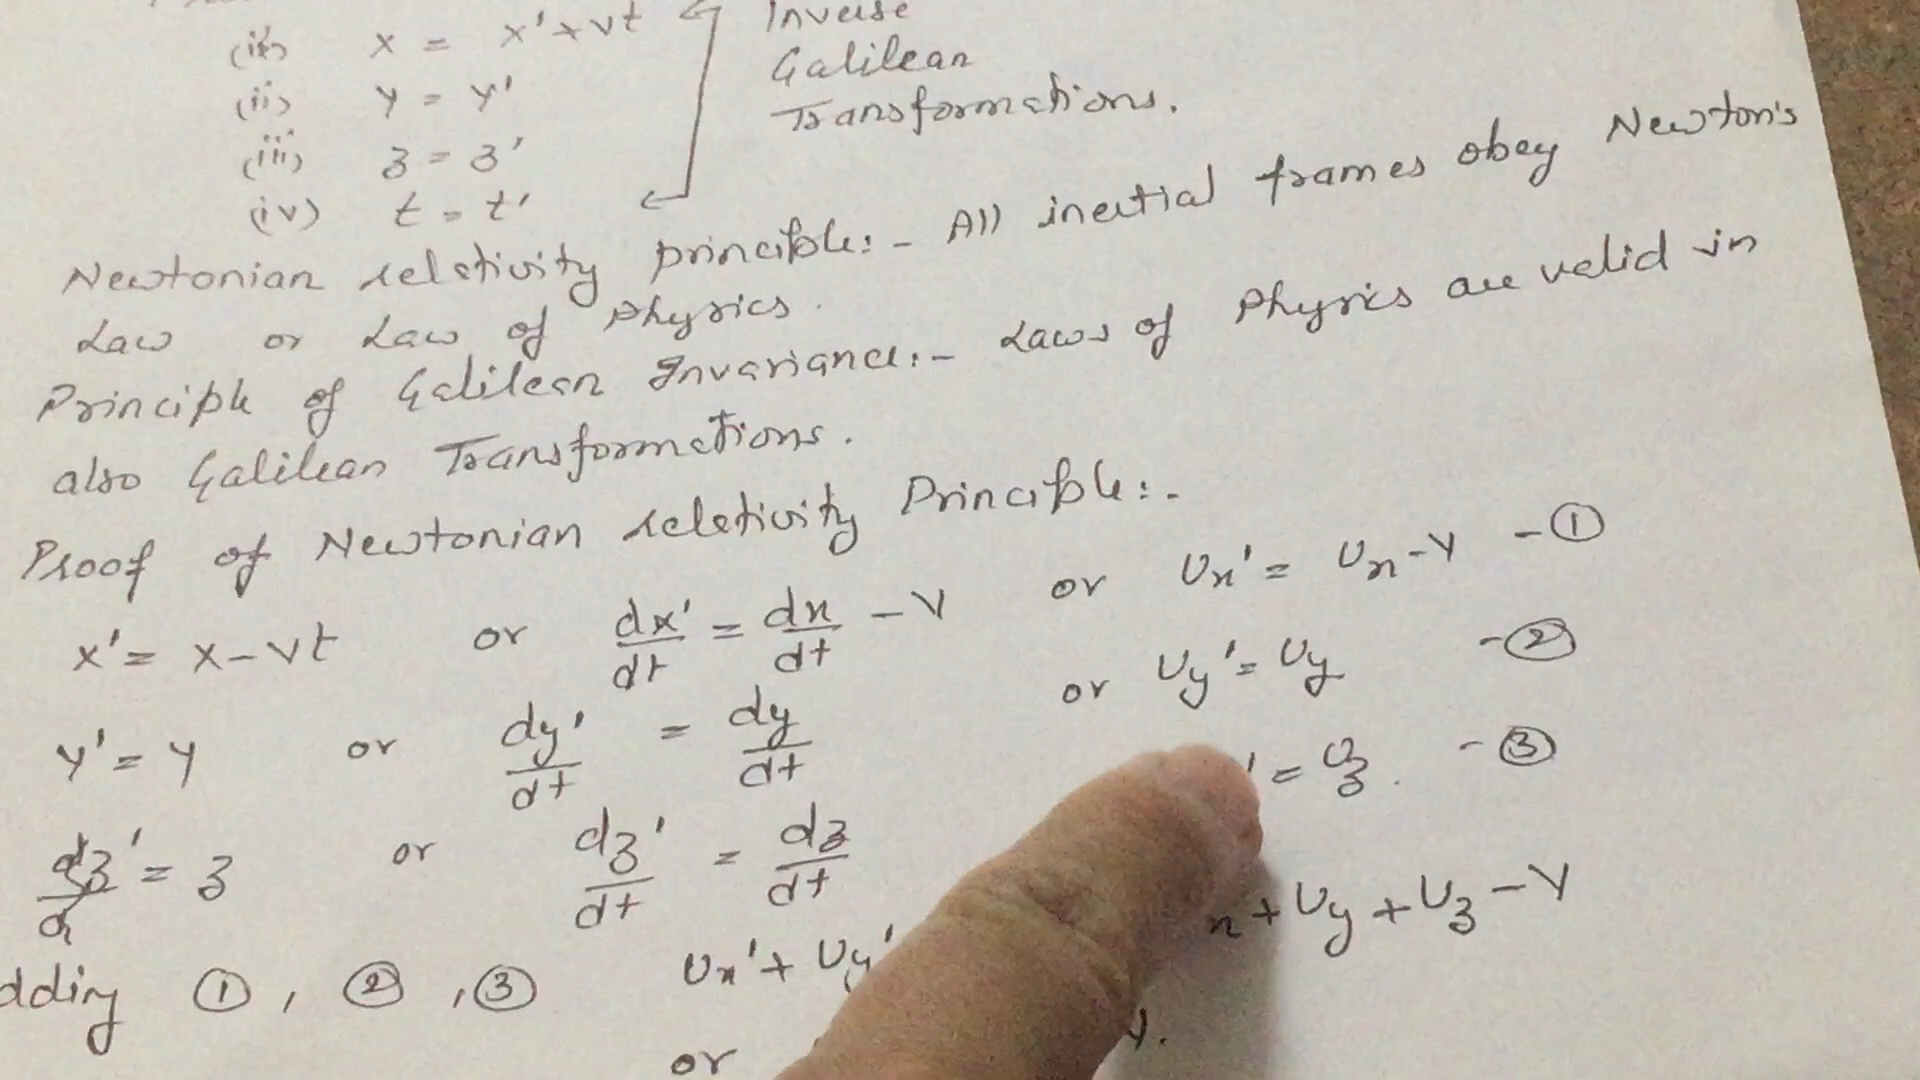 (i) x = x'+vt Inverse
(ii) y = y' Galilean
Transformations.
(iii) z = z'
(iv) t = t'
Newtonian relativity principle:- All inertial frames obey Newton's
Law or Law of Physics.
Principle of Galilean Invariance:- Laws of Physics are valid in
also Galilean Transformations.
Proof of Newtonian relativity Principle:-
x' = x-vt or dx'/dt = dx/dt - v or Ux' = Ux-v -①
y' = y or dy'/dt = dy/dt or Uy' = Uy -②
z' = z or dz'/dt = dz/dt ' = Uz. -③
dding ①, ②, ③ Ux'+Uy' x+Uy+Uz-v
or v.